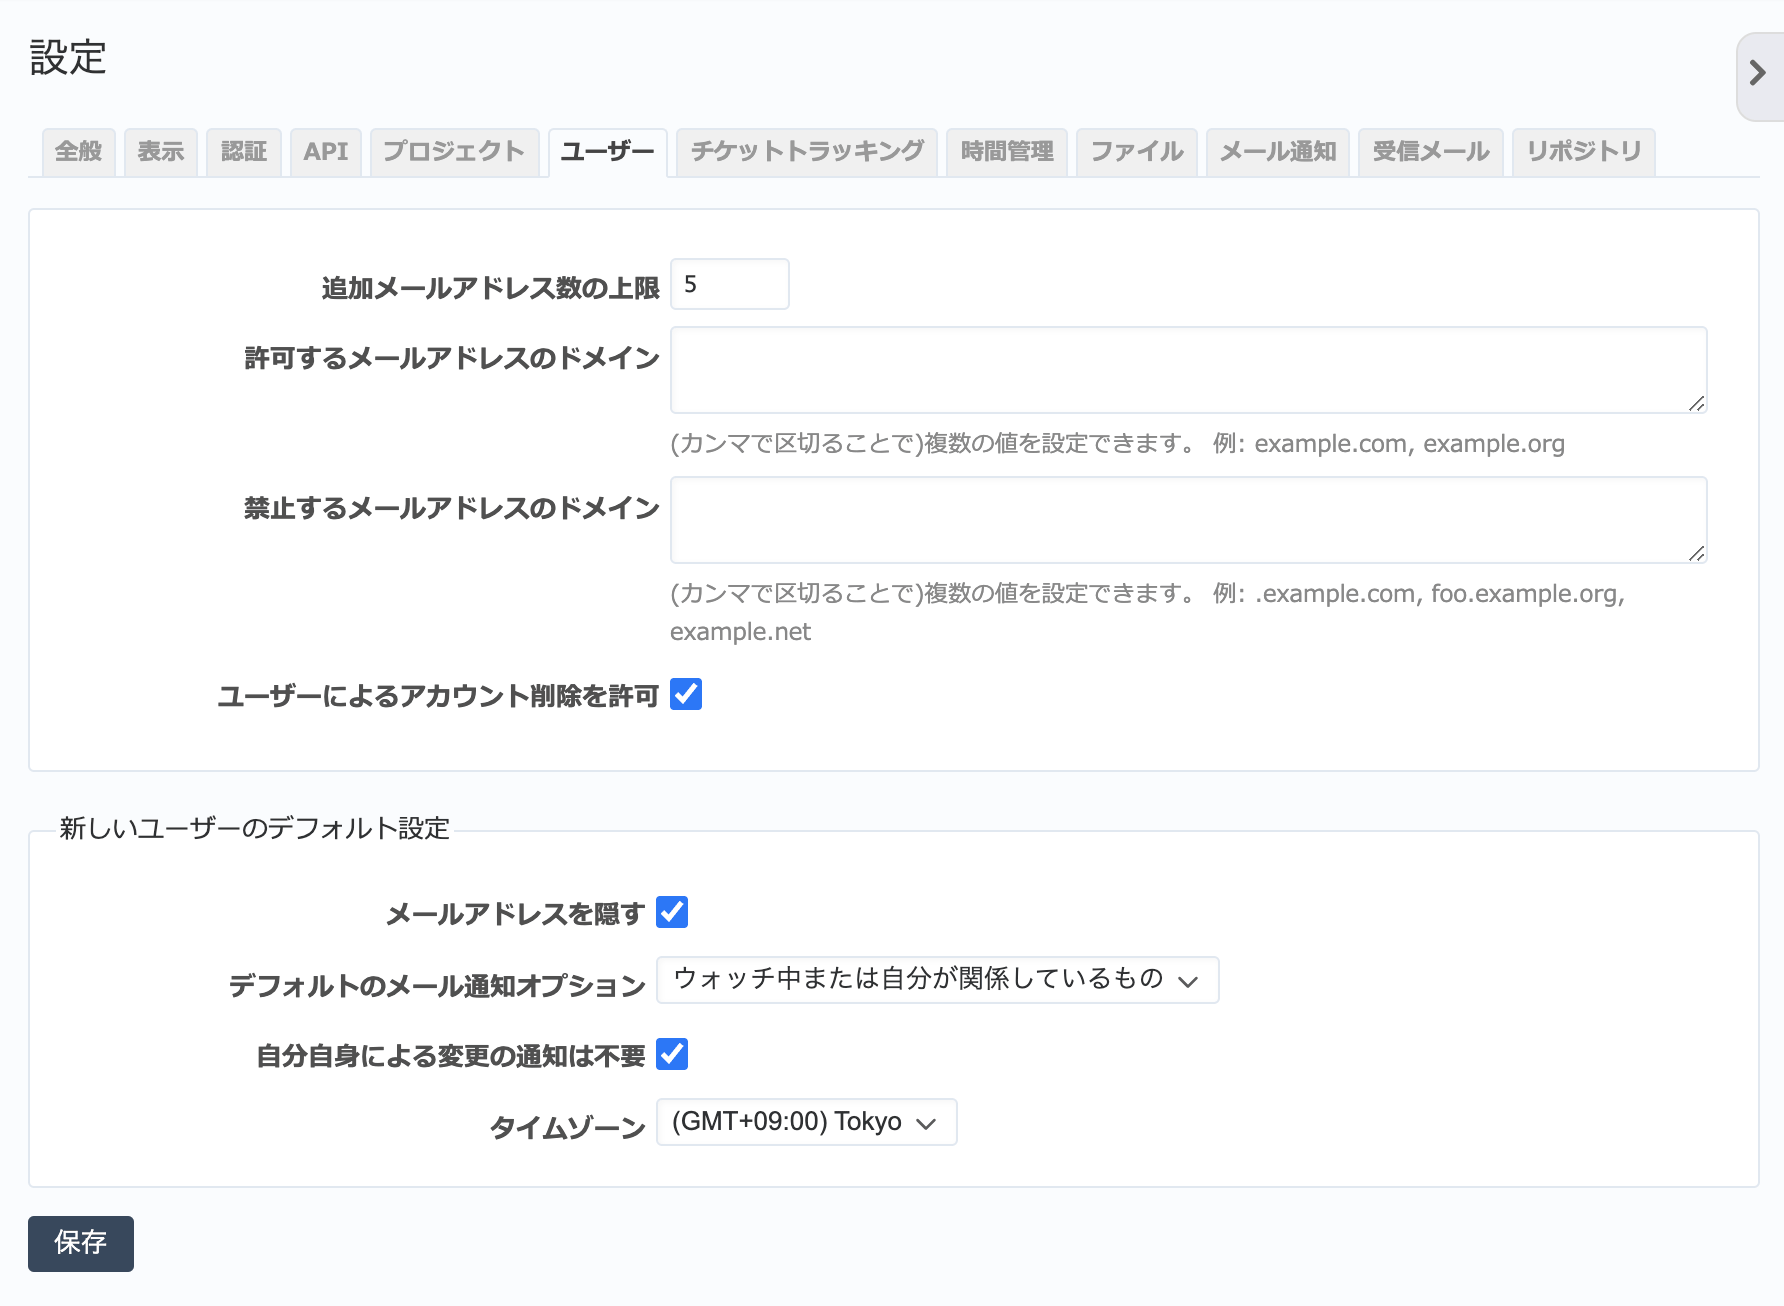 設定
全般 表示 認証 API プロジェクト ユーザー チケットトラッキング 時間管理 ファイル メール通知 受信メール リポジトリ
追加メールアドレス数の上限 5
許可するメールアドレスのドメイン
(カンマで区切ることで)複数の値を設定できます。 例: example.com, example.org
禁止するメールアドレスのドメイン
(カンマで区切ることで)複数の値を設定できます。 例: .example.com, foo.example.org,
example.net
ユーザーによるアカウント削除を許可
新しいユーザーのデフォルト設定
メールアドレスを隠す
デフォルトのメール通知オプション ウォッチ中または自分が関係しているもの
自分自身による変更の通知は不要
タイムゾーン (GMT+09:00) Tokyo
保存